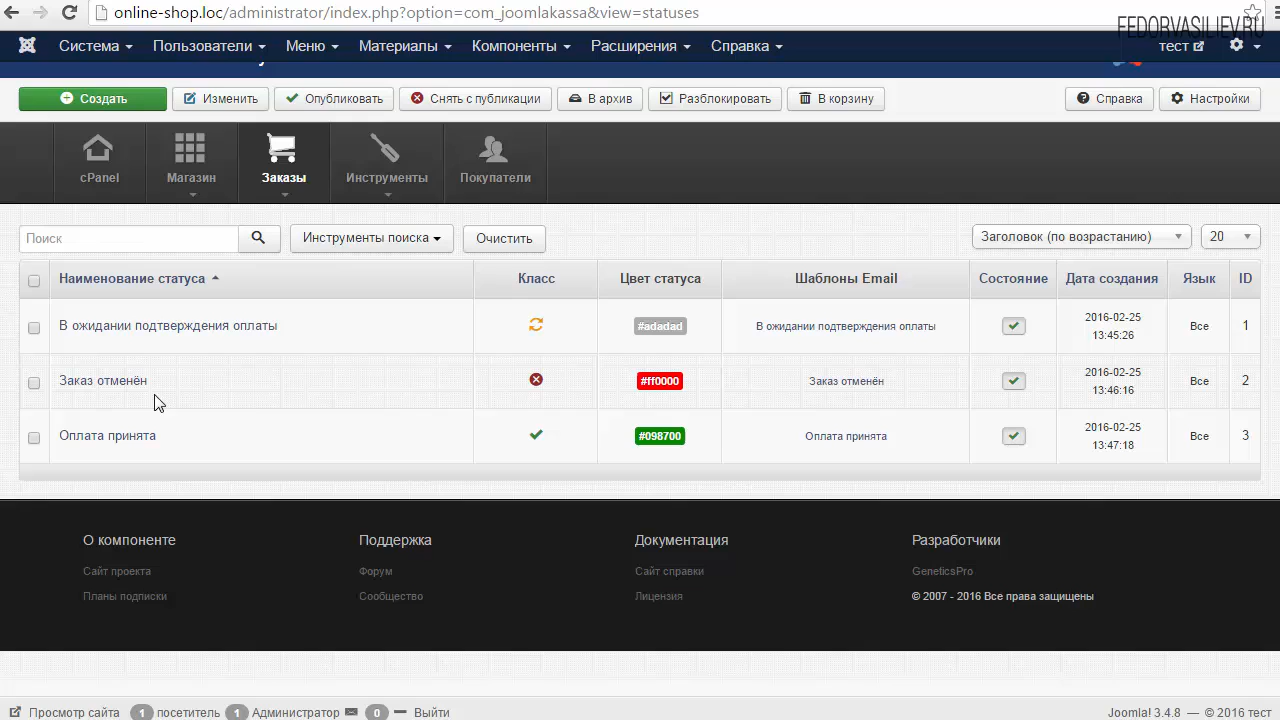 online-shop.loc/administrator/index.php?option=com_joomlakassa&view=statuses
FEDORVASILIEV.RU
Система Пользователи Меню Материалы Компоненты Расширения Справка тест
Создать Изменить Опубликовать Снять с публикации В архив Разблокировать В корзину Справка Настройки
cPanel Магазин Заказы Инструменты Покупатели
Поиск Инструменты поиска Очистить Заголовок (по возрастанию) 20
Наименование статуса Класс Цвет статуса Шаблоны Email Состояние Дата создания Язык ID
В ожидании подтверждения оплаты #adadad В ожидании подтверждения оплаты 2016-02-25 Все 1
13:45:26
Заказ отменён #ff0000 Заказ отменён 2016-02-25 Все 2
13:46:16
Оплата принята #098700 Оплата принята 2016-02-25 Все 3
13:47:18
О компоненте Поддержка Документация Разработчики
Сайт проекта Форум Сайт справки GeneticsPro
Планы подписки Сообщество Лицензия © 2007 - 2016 Все права защищены
Просмотр сайта 1 посетитель 1 Администратор 0 Выйти Joomla! 3.4.8 — © 2016 тест